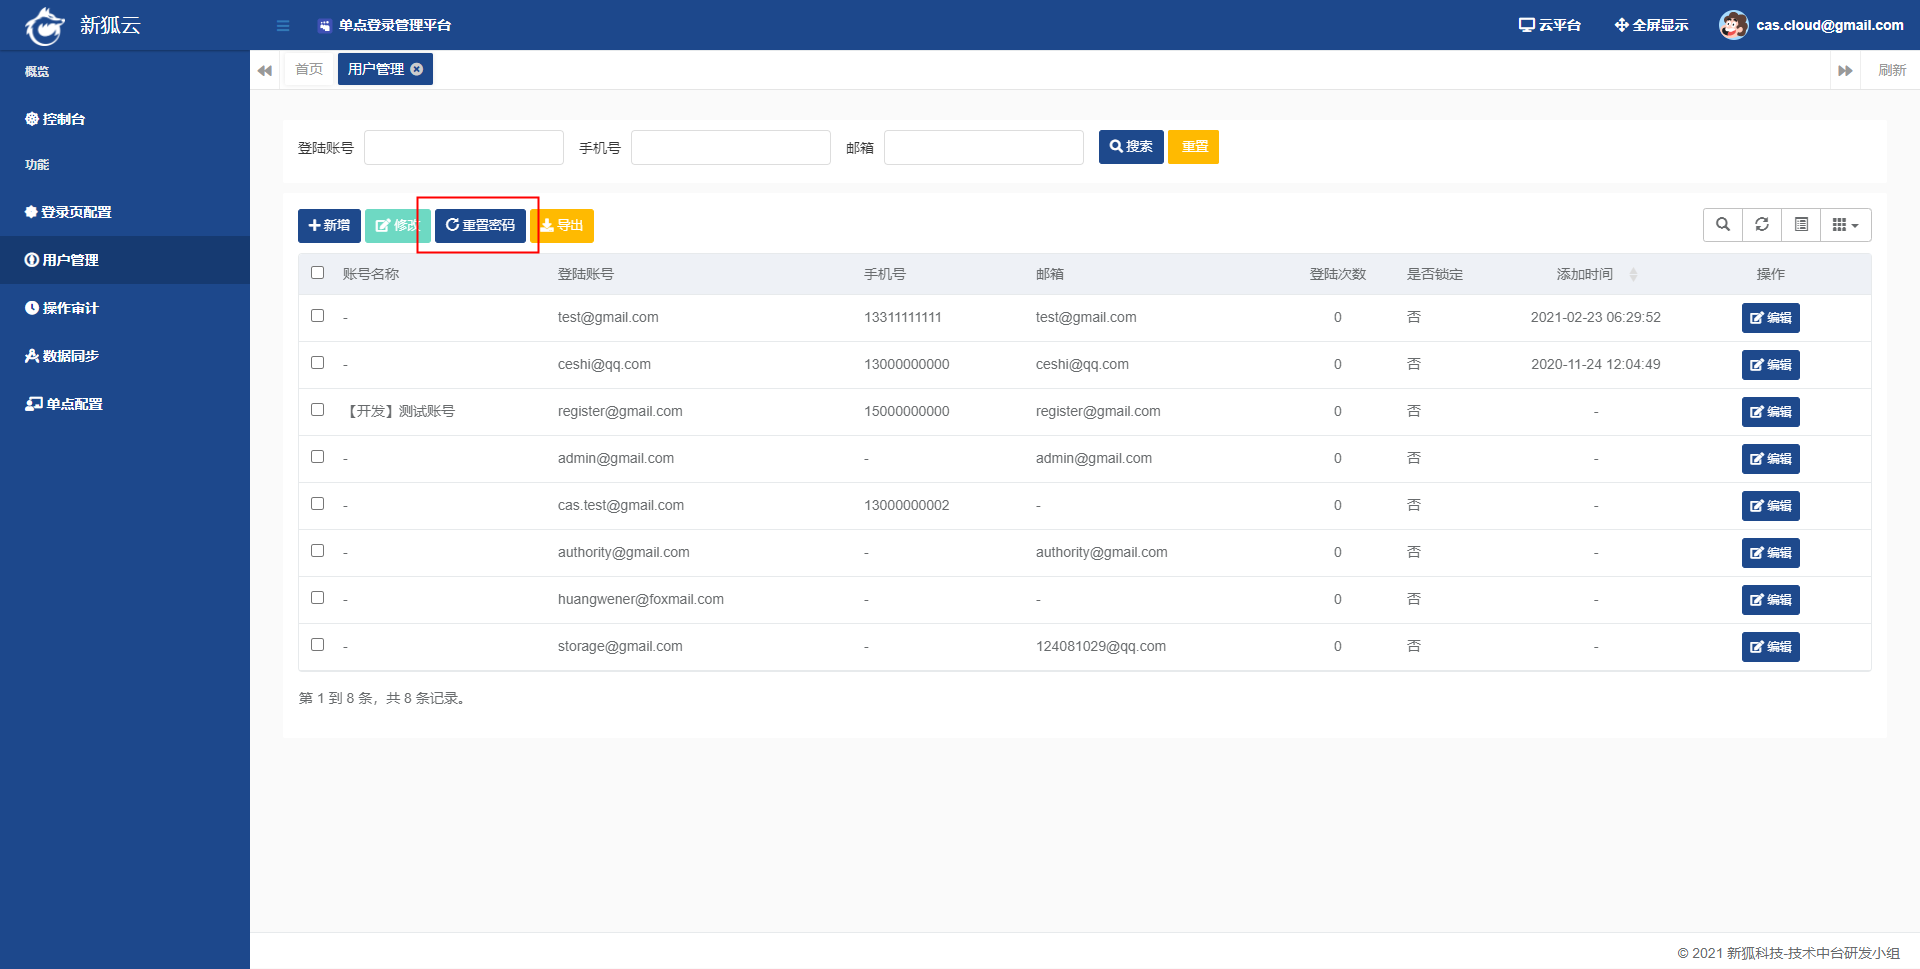 新狐云
单点登录管理平台
云平台
全屏显示
cas.cloud@gmail.com
概览
控制台
功能
登录页配置
用户管理
操作审计
数据同步
单点配置
首页
用户管理
刷新
登陆账号 手机号 邮箱 搜索 重置
新增 修改 重置密码 导出
账号名称 登陆账号 手机号 邮箱 登陆次数 是否锁定 添加时间 操作
- test@gmail.com 13311111111 test@gmail.com 0 否 2021-02-23 06:29:52 编辑
- ceshi@qq.com 13000000000 ceshi@qq.com 0 否 2020-11-24 12:04:49 编辑
【开发】测试账号 register@gmail.com 15000000000 register@gmail.com 0 否 - 编辑
- admin@gmail.com - admin@gmail.com 0 否 - 编辑
- cas.test@gmail.com 13000000002 - 0 否 - 编辑
- authority@gmail.com - authority@gmail.com 0 否 - 编辑
- huangwener@foxmail.com - - 0 否 - 编辑
- storage@gmail.com - 124081029@qq.com 0 否 - 编辑
第 1 到 8 条，共 8 条记录。
© 2021 新狐科技-技术中台研发小组